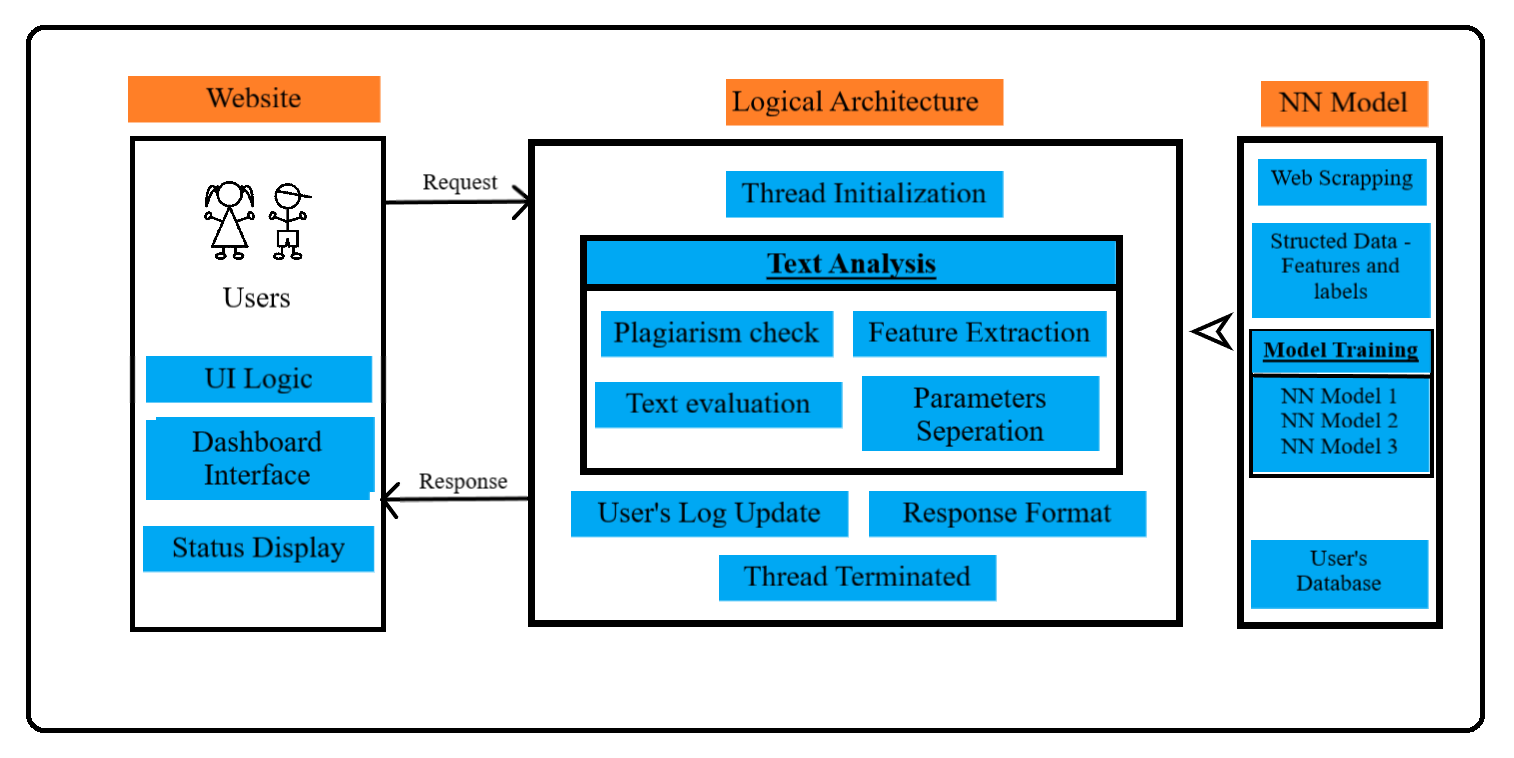 Website
Users
UI Logic
Dashboard
Interface
Status Display
Request
Response
Logical Architecture
Thread Initialization
Text Analysis
Plagiarism check
Feature Extraction
Text evaluation
Parameters
Seperation
User's Log Update
Response Format
Thread Terminated
NN Model
Web Scrapping
Structed Data -
Features and
labels
Model Training
NN Model 1
NN Model 2
NN Model 3
User's
Database